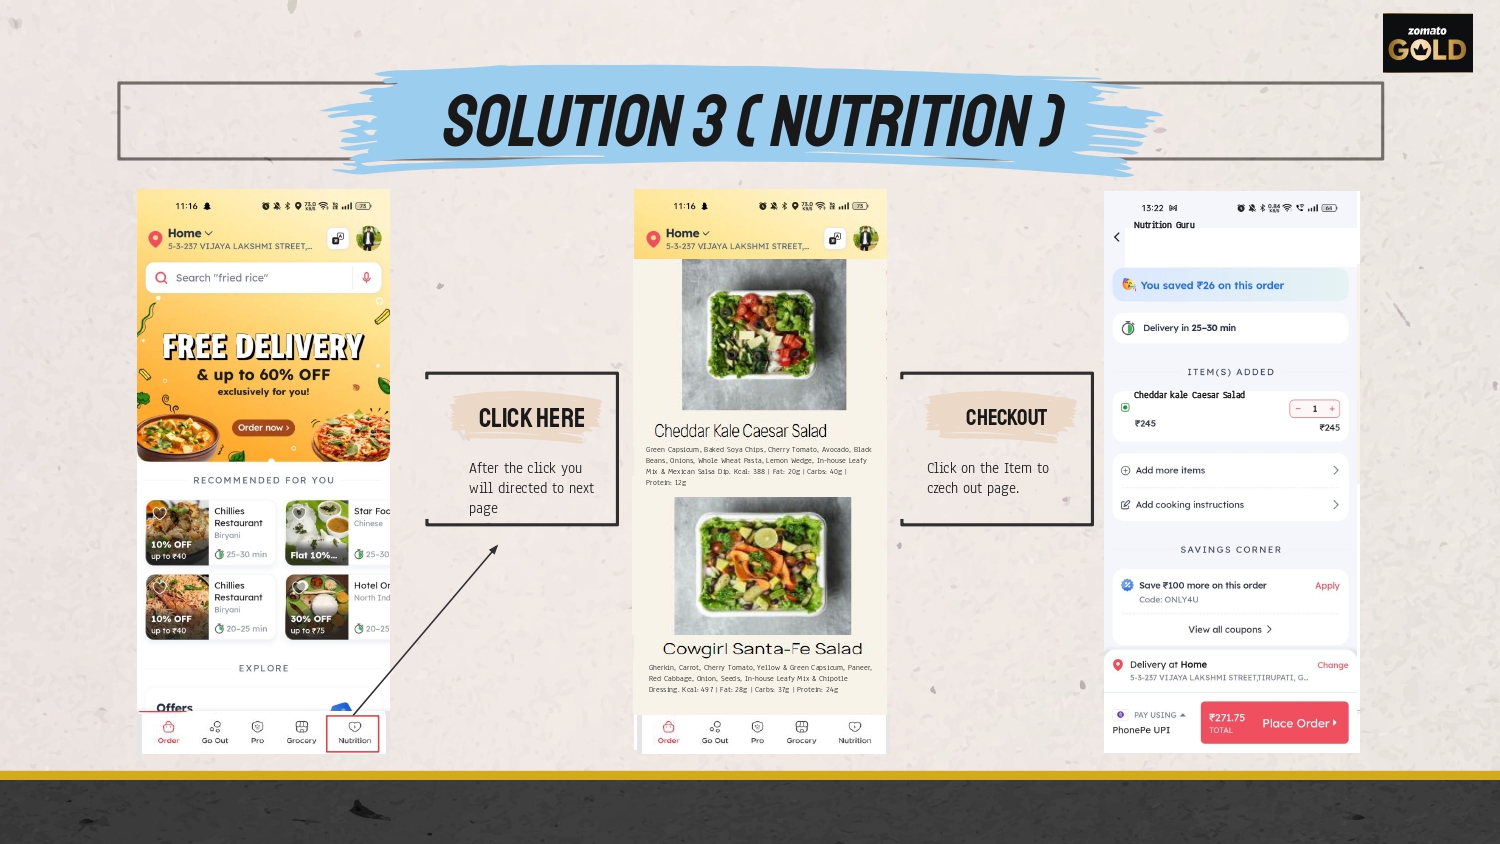 zomato
GOLD
SOLUTION 3 ( NUTRITION )
11:16
73.0
KB/S
73
Home
5-3-237 VIJAYA LAKSHMI STREET,...
Search "fried rice"
FREE DELIVERY
& up to 60% OFF
exclusively for you!
Order now >
RECOMMENDED FOR YOU
Chillies
Restaurant
Biryani
10% OFF
up to ₹40
25-30 min
Star Foo
Chinese
Flat 10%...
25-30
Chillies
Restaurant
Biryani
10% OFF
up to ₹40
20-25 min
Hotel Or
North Ind
30% OFF
up to ₹75
20-25
EXPLORE
Offers
Order
Go Out
Pro
Grocery
Nutrition
CLICK HERE
After the click you
will directed to next
page
11:16
73.0
KB/S
73
Home
5-3-237 VIJAYA LAKSHMI STREET,...
Cheddar Kale Caesar Salad
Green Capsicum, Baked Soya Chips, Cherry Tomato, Avocado, Black
Beans, Onions, Whole Wheat Pasta, Lemon Wedge, In-house Leafy
Mix & Mexican Salsa Dip. Kcal: 388 | Fat: 20g | Carbs: 40g |
Protein: 12g
Cowgirl Santa-Fe Salad
Gherkin, Carrot, Cherry Tomato, Yellow & Green Capsicum, Paneer,
Red Cabbage, Onion, Seeds, In-house Leafy Mix & Chipotle
Dressing. Kcal: 497 | Fat: 28g | Carbs: 37g | Protein: 24g
Order
Go Out
Pro
Grocery
Nutrition
CHECKOUT
Click on the Item to
czech out page.
13:22
0.84
KB/S
64
Nutrition Guru
You saved ₹26 on this order
Delivery in 25-30 min
ITEM(S) ADDED
Cheddar kale Caesar Salad
₹245
- 1 +
₹245
Add more items
Add cooking instructions
SAVINGS CORNER
Save ₹100 more on this order
Apply
Code: ONLY4U
View all coupons >
Delivery at Home
Change
5-3-237 VIJAYA LAKSHMI STREET,TIRUPATI, G...
PAY USING
PhonePe UPI
₹271.75
TOTAL
Place Order